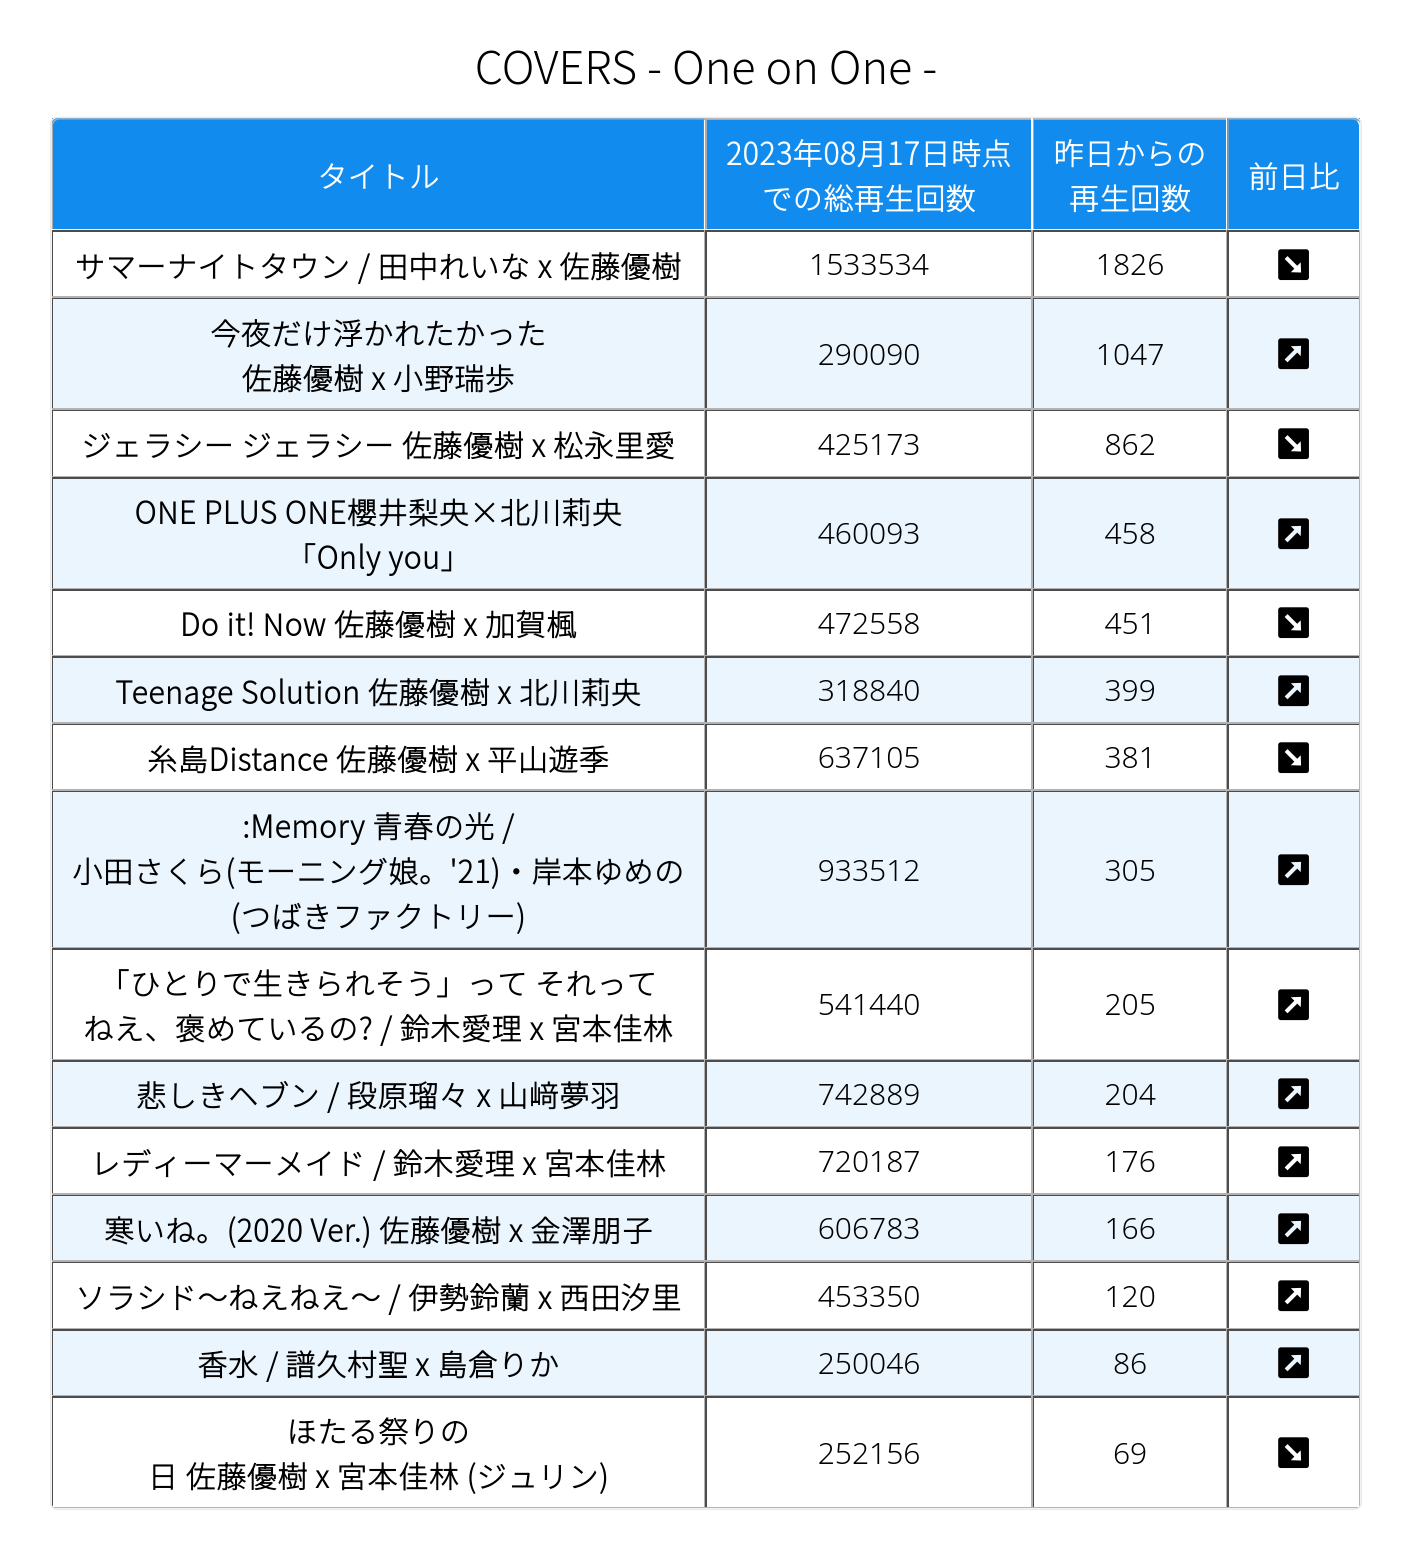 COVERS - One on One -
タイトル
2023年08月17日時点
での総再生回数
昨日からの
再生回数
前日比
サマーナイトタウン / 田中れいな x 佐藤優樹
1533534
1826
今夜だけ浮かれたかった
佐藤優樹 x 小野瑞歩
290090
1047
ジェラシー ジェラシー 佐藤優樹 x 松永里愛
425173
862
ONE PLUS ONE櫻井梨央×北川莉央
「Only you」
460093
458
Do it! Now 佐藤優樹 x 加賀楓
472558
451
Teenage Solution 佐藤優樹 x 北川莉央
318840
399
糸島Distance 佐藤優樹 x 平山遊季
637105
381
:Memory 青春の光 /
小田さくら(モーニング娘。'21)・岸本ゆめの
(つばきファクトリー)
933512
305
「ひとりで生きられそう」って それって
ねえ、褒めているの? / 鈴木愛理 x 宮本佳林
541440
205
悲しきヘブン / 段原瑠々 x 山﨑夢羽
742889
204
レディーマーメイド / 鈴木愛理 x 宮本佳林
720187
176
寒いね。(2020 Ver.) 佐藤優樹 x 金澤朋子
606783
166
ソラシド〜ねえねえ〜 / 伊勢鈴蘭 x 西田汐里
453350
120
香水 / 譜久村聖 x 島倉りか
250046
86
ほたる祭りの
日 佐藤優樹 x 宮本佳林 (ジュリン)
252156
69